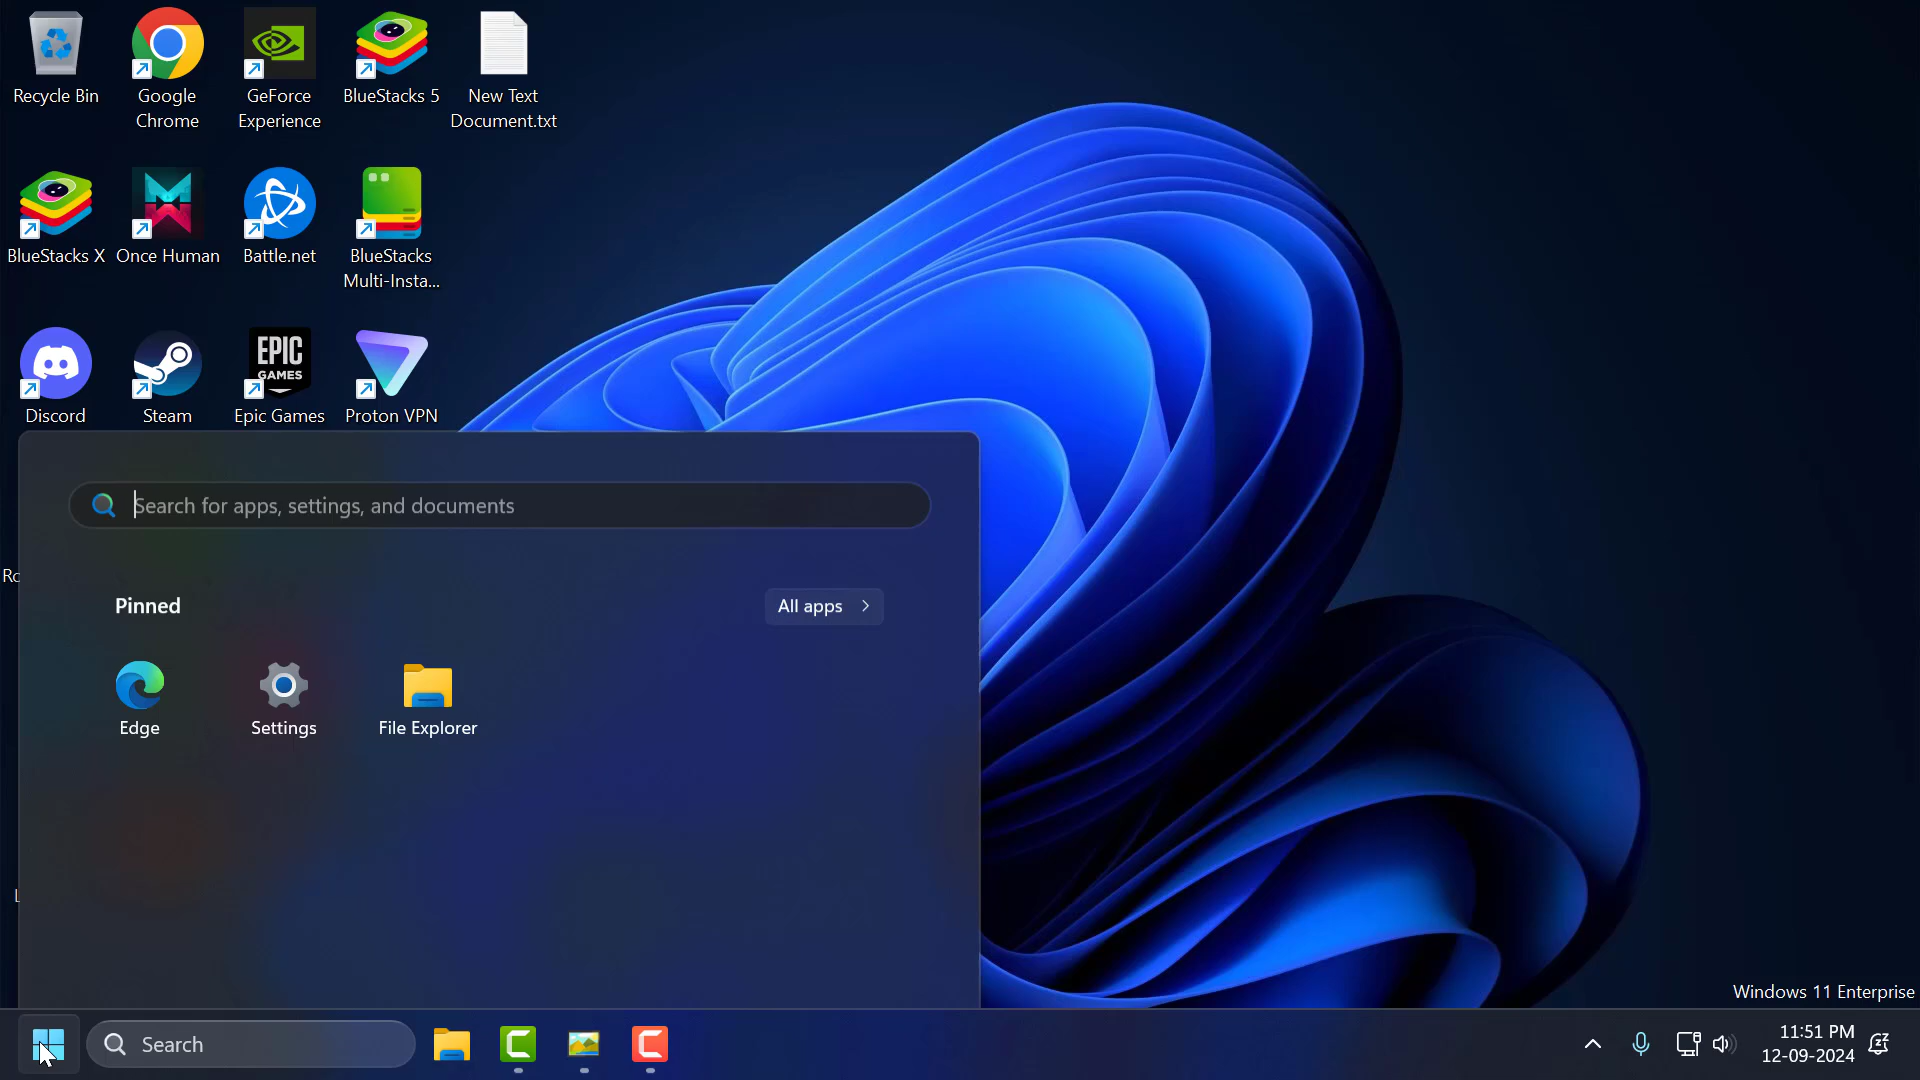 Recycle Bin
Google
Chrome
GeForce
Experience
BlueStacks 5
New Text
Document.txt
BlueStacks X
Once Human
Battle.net
BlueStacks
Multi-Insta...
Discord
Steam
EPIC
GAMES
Epic Games
Proton VPN
Search for apps, settings, and documents
Pinned
All apps
Edge
Settings
File Explorer
Windows 11 Enterprise
Search
11:51 PM
12-09-2024